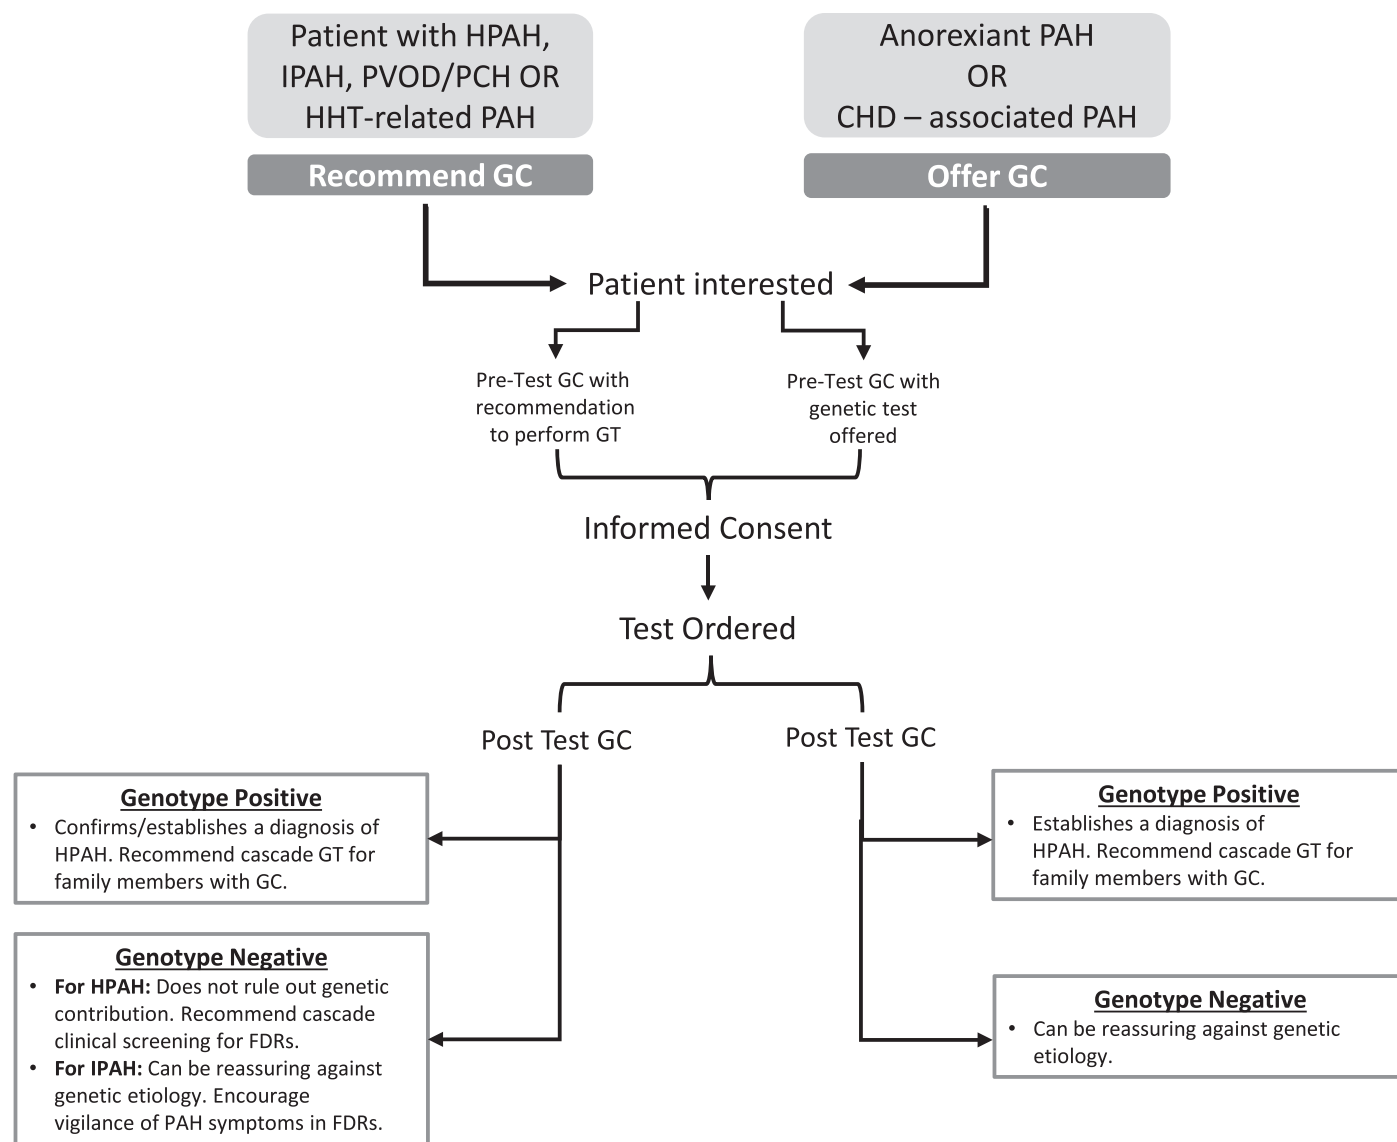 Patient with HPAH,
IPAH, PVOD/PCH OR
HHT-related PAH
Recommend GC
Anorexiant PAH
OR
CHD – associated PAH
Offer GC
Patient interested
Pre-Test GC with
recommendation
to perform GT
Pre-Test GC with
genetic test
offered
Informed Consent
Test Ordered
Post Test GC
Post Test GC
Genotype Positive
• Confirms/establishes a diagnosis of
HPAH. Recommend cascade GT for
family members with GC.
Genotype Negative
• For HPAH: Does not rule out genetic
contribution. Recommend cascade
clinical screening for FDRs.
• For IPAH: Can be reassuring against
genetic etiology. Encourage
vigilance of PAH symptoms in FDRs.
Genotype Positive
• Establishes a diagnosis of
HPAH. Recommend cascade GT for
family members with GC.
Genotype Negative
• Can be reassuring against genetic
etiology.